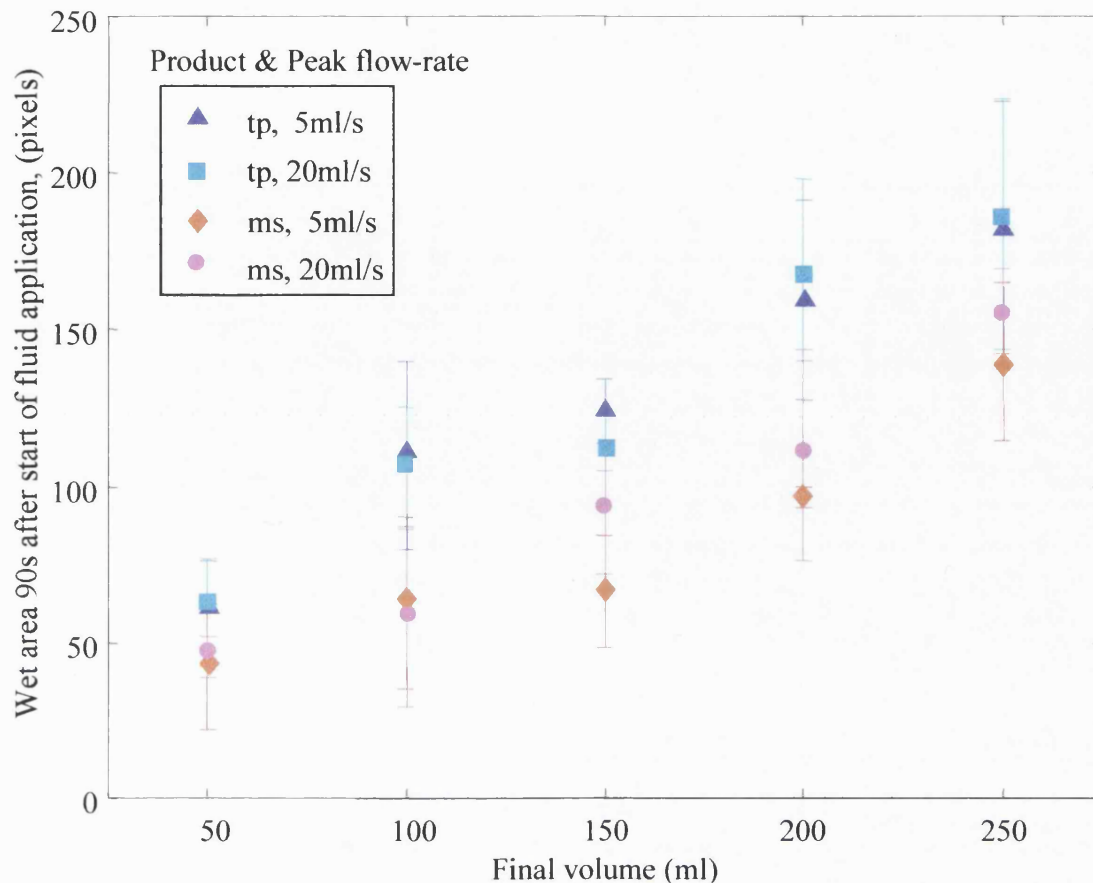 250
200
150
100
50
0
Wet area 90s after start of fluid application, (pixels)
Product & Peak flow-rate
tp, 5ml/s
tp, 20ml/s
ms, 5ml/s
ms, 20ml/s
50 100 150 200 250
Final volume (ml)